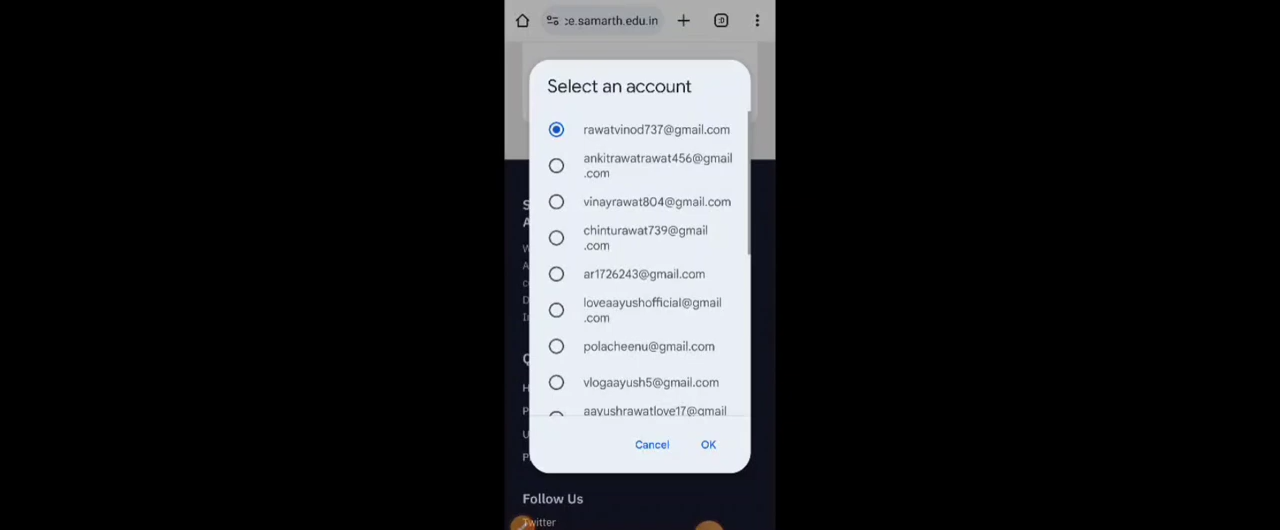 :e.samarth.edu.in
:D
Select an account
rawatvinod737@gmail.com
ankitrawatrawat456@gmail
.com
vinayrawat804@gmail.com
chinturawat739@gmail
.com
ar1726243@gmail.com
loveaayushofficial@gmail
.com
polacheenu@gmail.com
vlogaayush5@gmail.com
aayushrawatlove17@gmail
Cancel
OK
Follow Us
Twitter